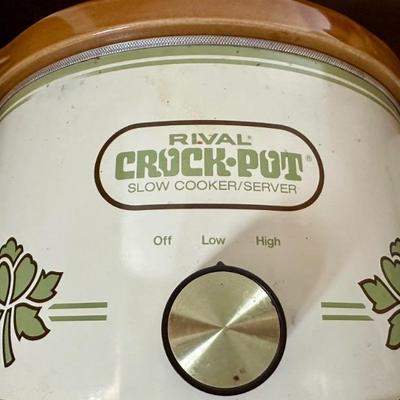 RIVAL®
CROCK•POT®
SLOW COOKER/SERVER
Off Low High